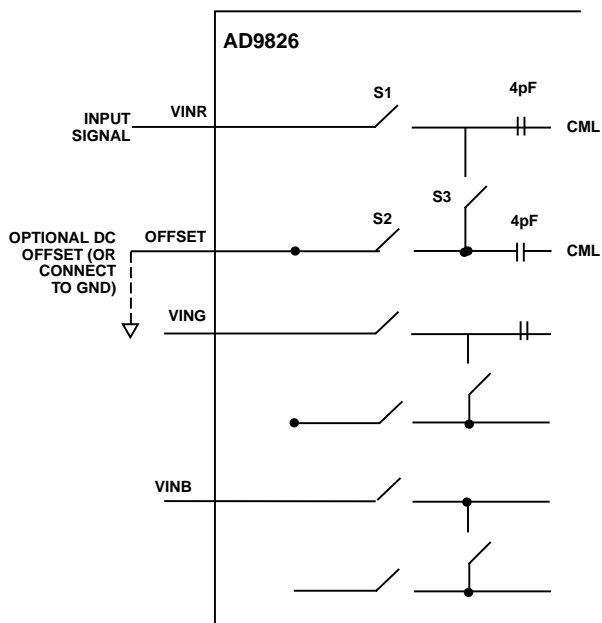 AD9826
S1
4pF
VINR
INPUT
SIGNAL
CML
S3
S2
4pF
OFFSET
OPTIONAL DC
OFFSET (OR
CONNECT
TO GND)
CML
VING
VINB